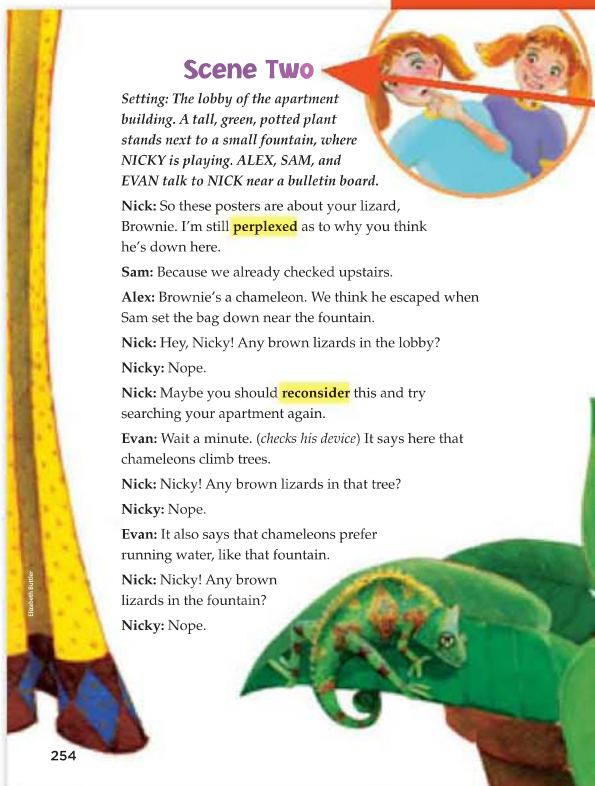 Scene Two
Setting: The lobby of the apartment
building. A tall, green, potted plant
stands next to a small fountain, where
NICKY is playing. ALEX, SAM, and
EVAN talk to NICK near a bulletin board.
Nick: So these posters are about your lizard,
Brownie. I'm still perplexed as to why you think
he's down here.
Sam: Because we already checked upstairs.
Alex: Brownie's a chameleon. We think he escaped when
Sam set the bag down near the fountain.
Nick: Hey, Nicky! Any brown lizards in the lobby?
Nicky: Nope.
Nick: Maybe you should reconsider this and try
searching your apartment again.
Evan: Wait a minute. (checks his device) It says here that
chameleons climb trees.
Nick: Nicky! Any brown lizards in that tree?
Nicky: Nope.
Evan: It also says that chameleons prefer
running water, like that fountain.
Nick: Nicky! Any brown
lizards in the fountain?
Nicky: Nope.
Elizabeth Buttler
254